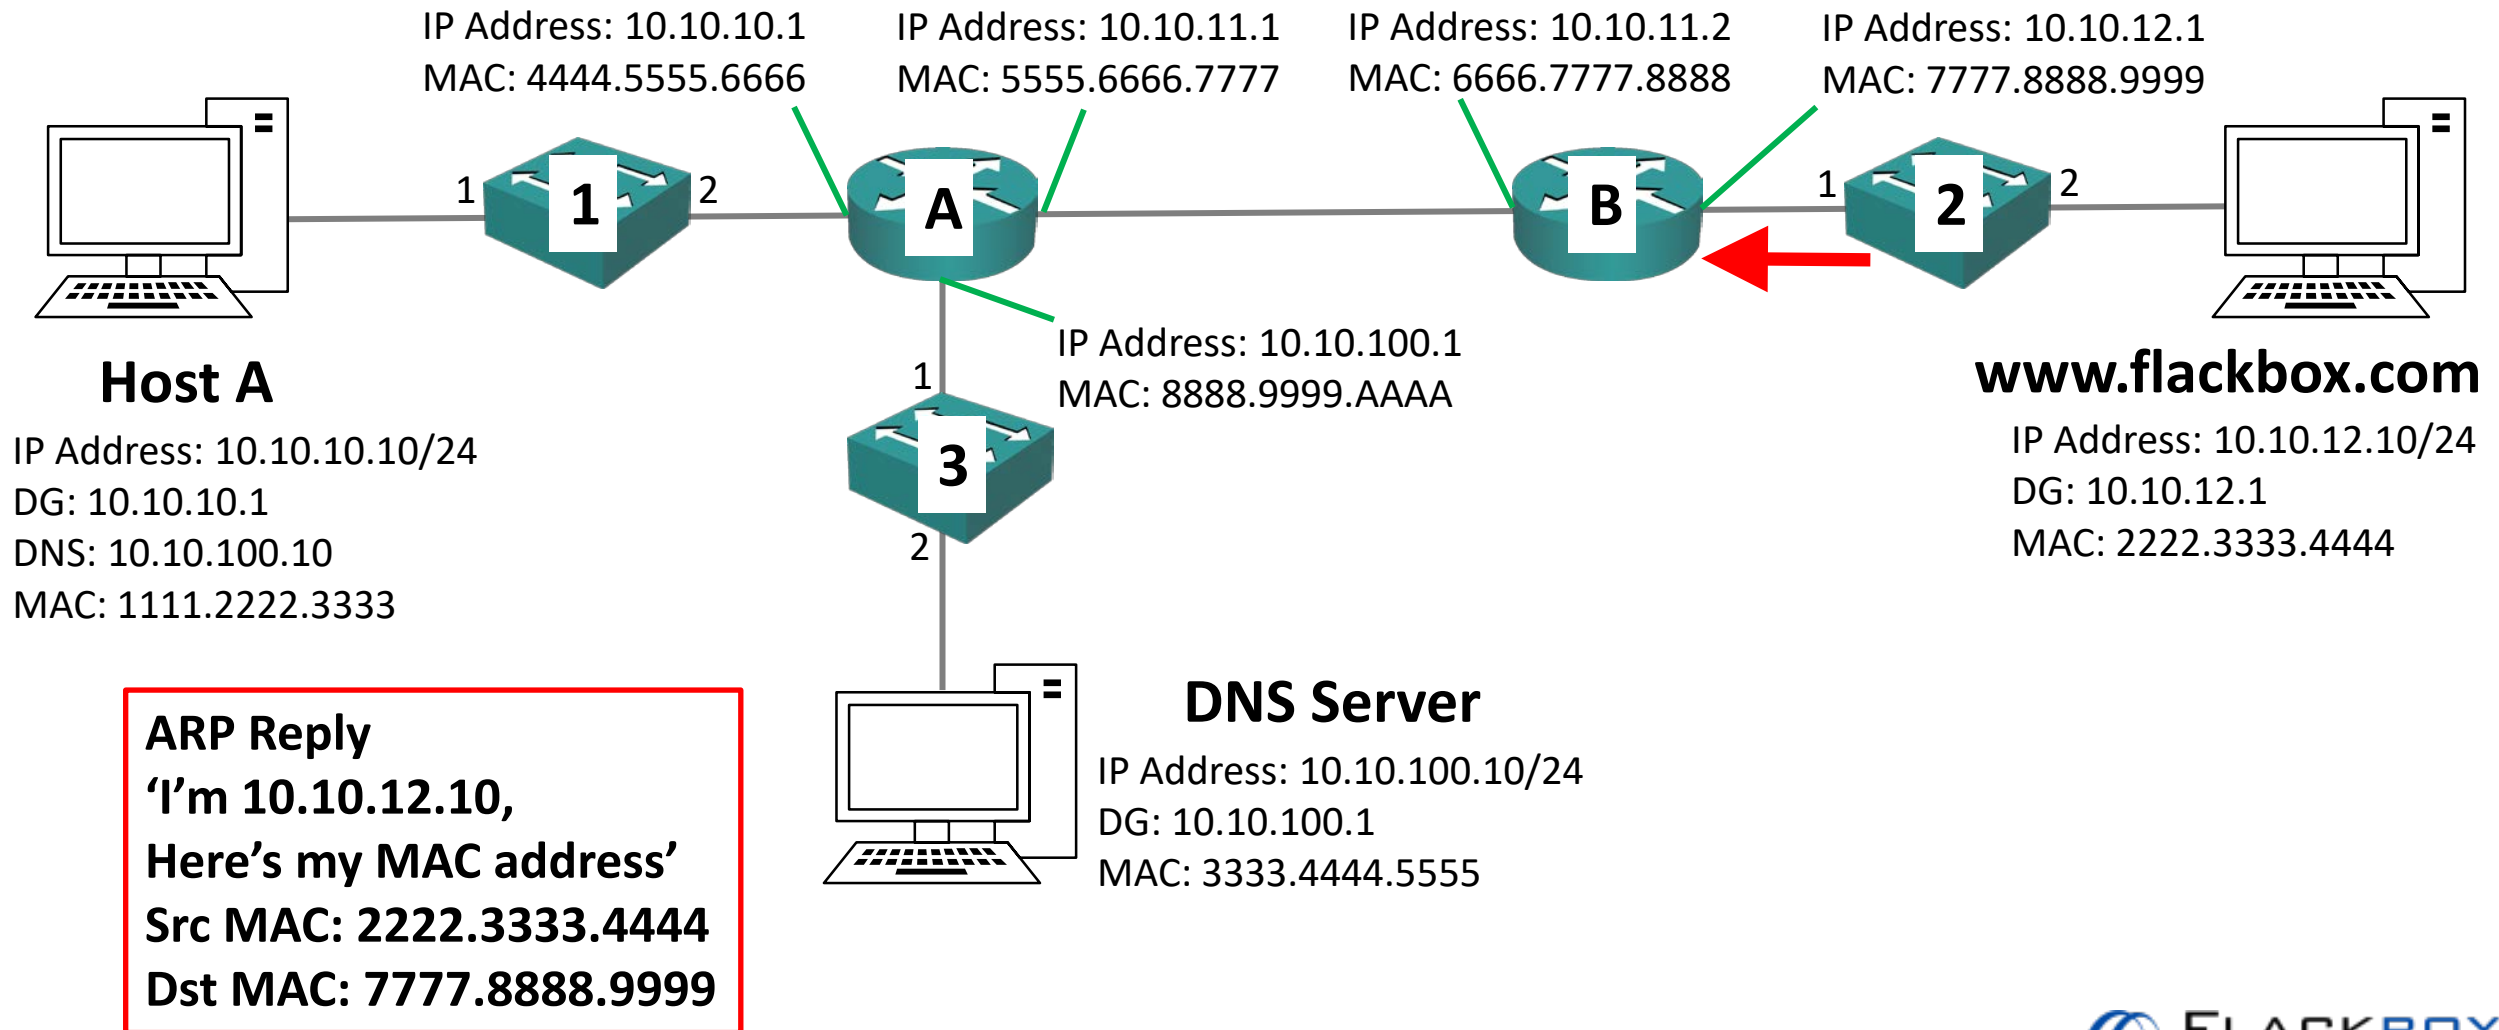 IP Address: 10.10.10.1
MAC: 4444.5555.6666
IP Address: 10.10.11.1
MAC: 5555.6666.7777
IP Address: 10.10.11.2
MAC: 6666.7777.8888
IP Address: 10.10.12.1
MAC: 7777.8888.9999
1
1
2
A
B
1
2
2
IP Address: 10.10.100.1
MAC: 8888.9999.AAAA
Host A
IP Address: 10.10.10.10/24
DG: 10.10.10.1
DNS: 10.10.100.10
MAC: 1111.2222.3333
1
3
2
www.flackbox.com
IP Address: 10.10.12.10/24
DG: 10.10.12.1
MAC: 2222.3333.4444
DNS Server
IP Address: 10.10.100.10/24
DG: 10.10.100.1
MAC: 3333.4444.5555
ARP Reply
‘I’m 10.10.12.10,
Here’s my MAC address’
Src MAC: 2222.3333.4444
Dst MAC: 7777.8888.9999
FLACKBOX